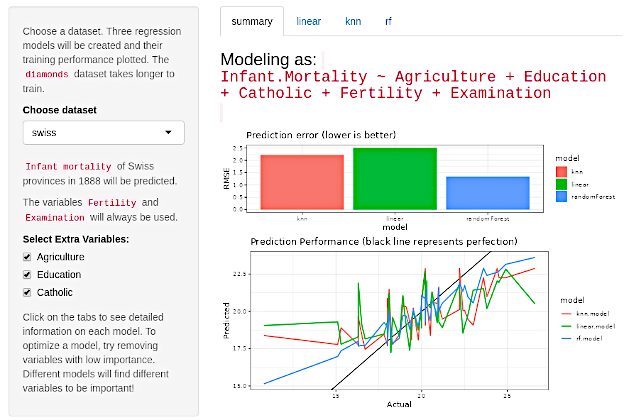 Choose a dataset. Three regression
models will be created and their
training performance plotted. The
diamonds dataset takes longer to
train.
Choose dataset
swiss
Infant mortality of Swiss
provinces in 1888 will be predicted.
The variables Fertility and
Examination will always be used.
Select Extra Variables:
Agriculture
Education
Catholic
Click on the tabs to see detailed
information on each model. To
optimize a model, try removing
variables with low importance.
Different models will find different
variables to be important!
summary linear knn rf
Modeling as:
Infant.Mortality ~ Agriculture + Education
+ Catholic + Fertility + Examination
Prediction error (lower is better)
RMSE
2.5
2.0
1.5
1.0
0.5
0.0
knn linear randomForest
model
model
knn
linear
randomForest
Prediction Performance (black line represents perfection)
Predicted
22.5
20.0
17.5
15.0
15 20 25
Actual
model
knn.model
linear.model
rf.model